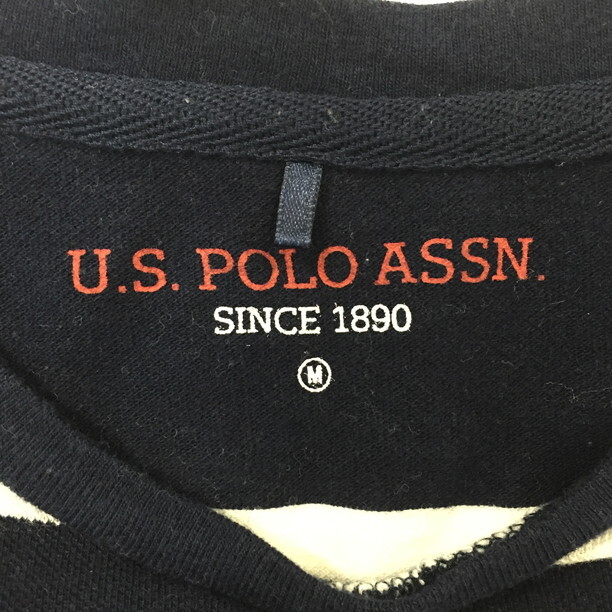 U.S. POLO ASSN.
SINCE 1890
M